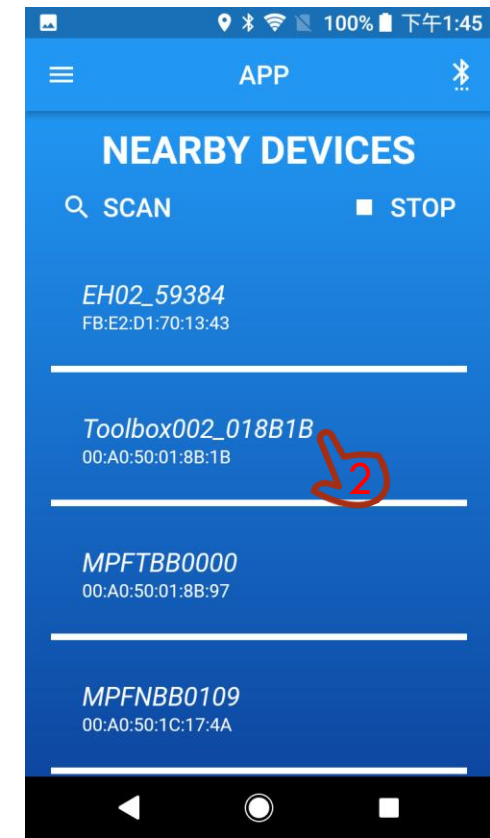 100% 下午1:45
APP
NEARBY DEVICES
SCAN STOP
EH02_59384
FB:E2:D1:70:13:43
Toolbox002_018B1B
00:A0:50:01:8B:1B
2
MPFTBB0000
00:A0:50:01:8B:97
MPFNBB0109
00:A0:50:1C:17:4A